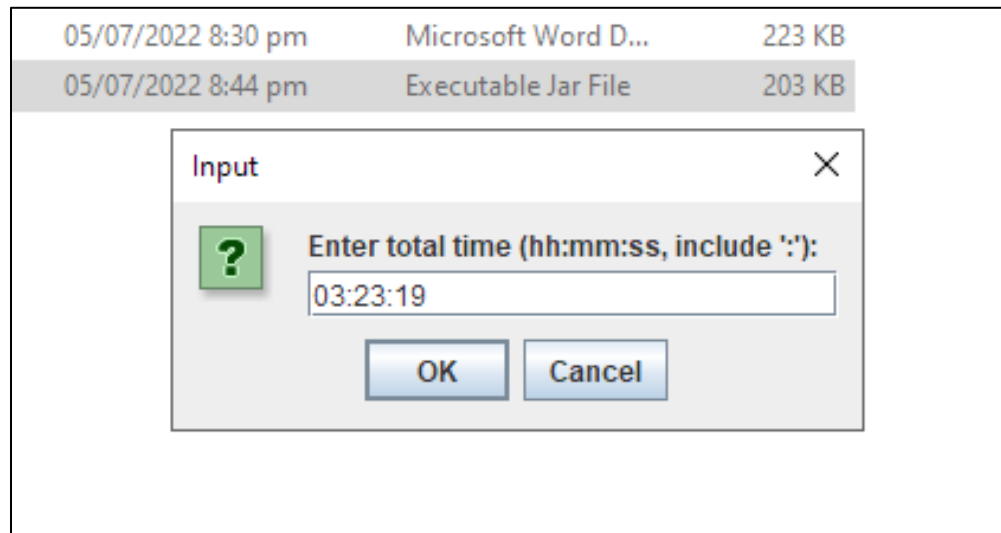 05/07/2022 8:30 pm Microsoft Word D... 223 KB
05/07/2022 8:44 pm Executable Jar File 203 KB
Input
Enter total time (hh:mm:ss, include ':'):
03:23:19
OK Cancel